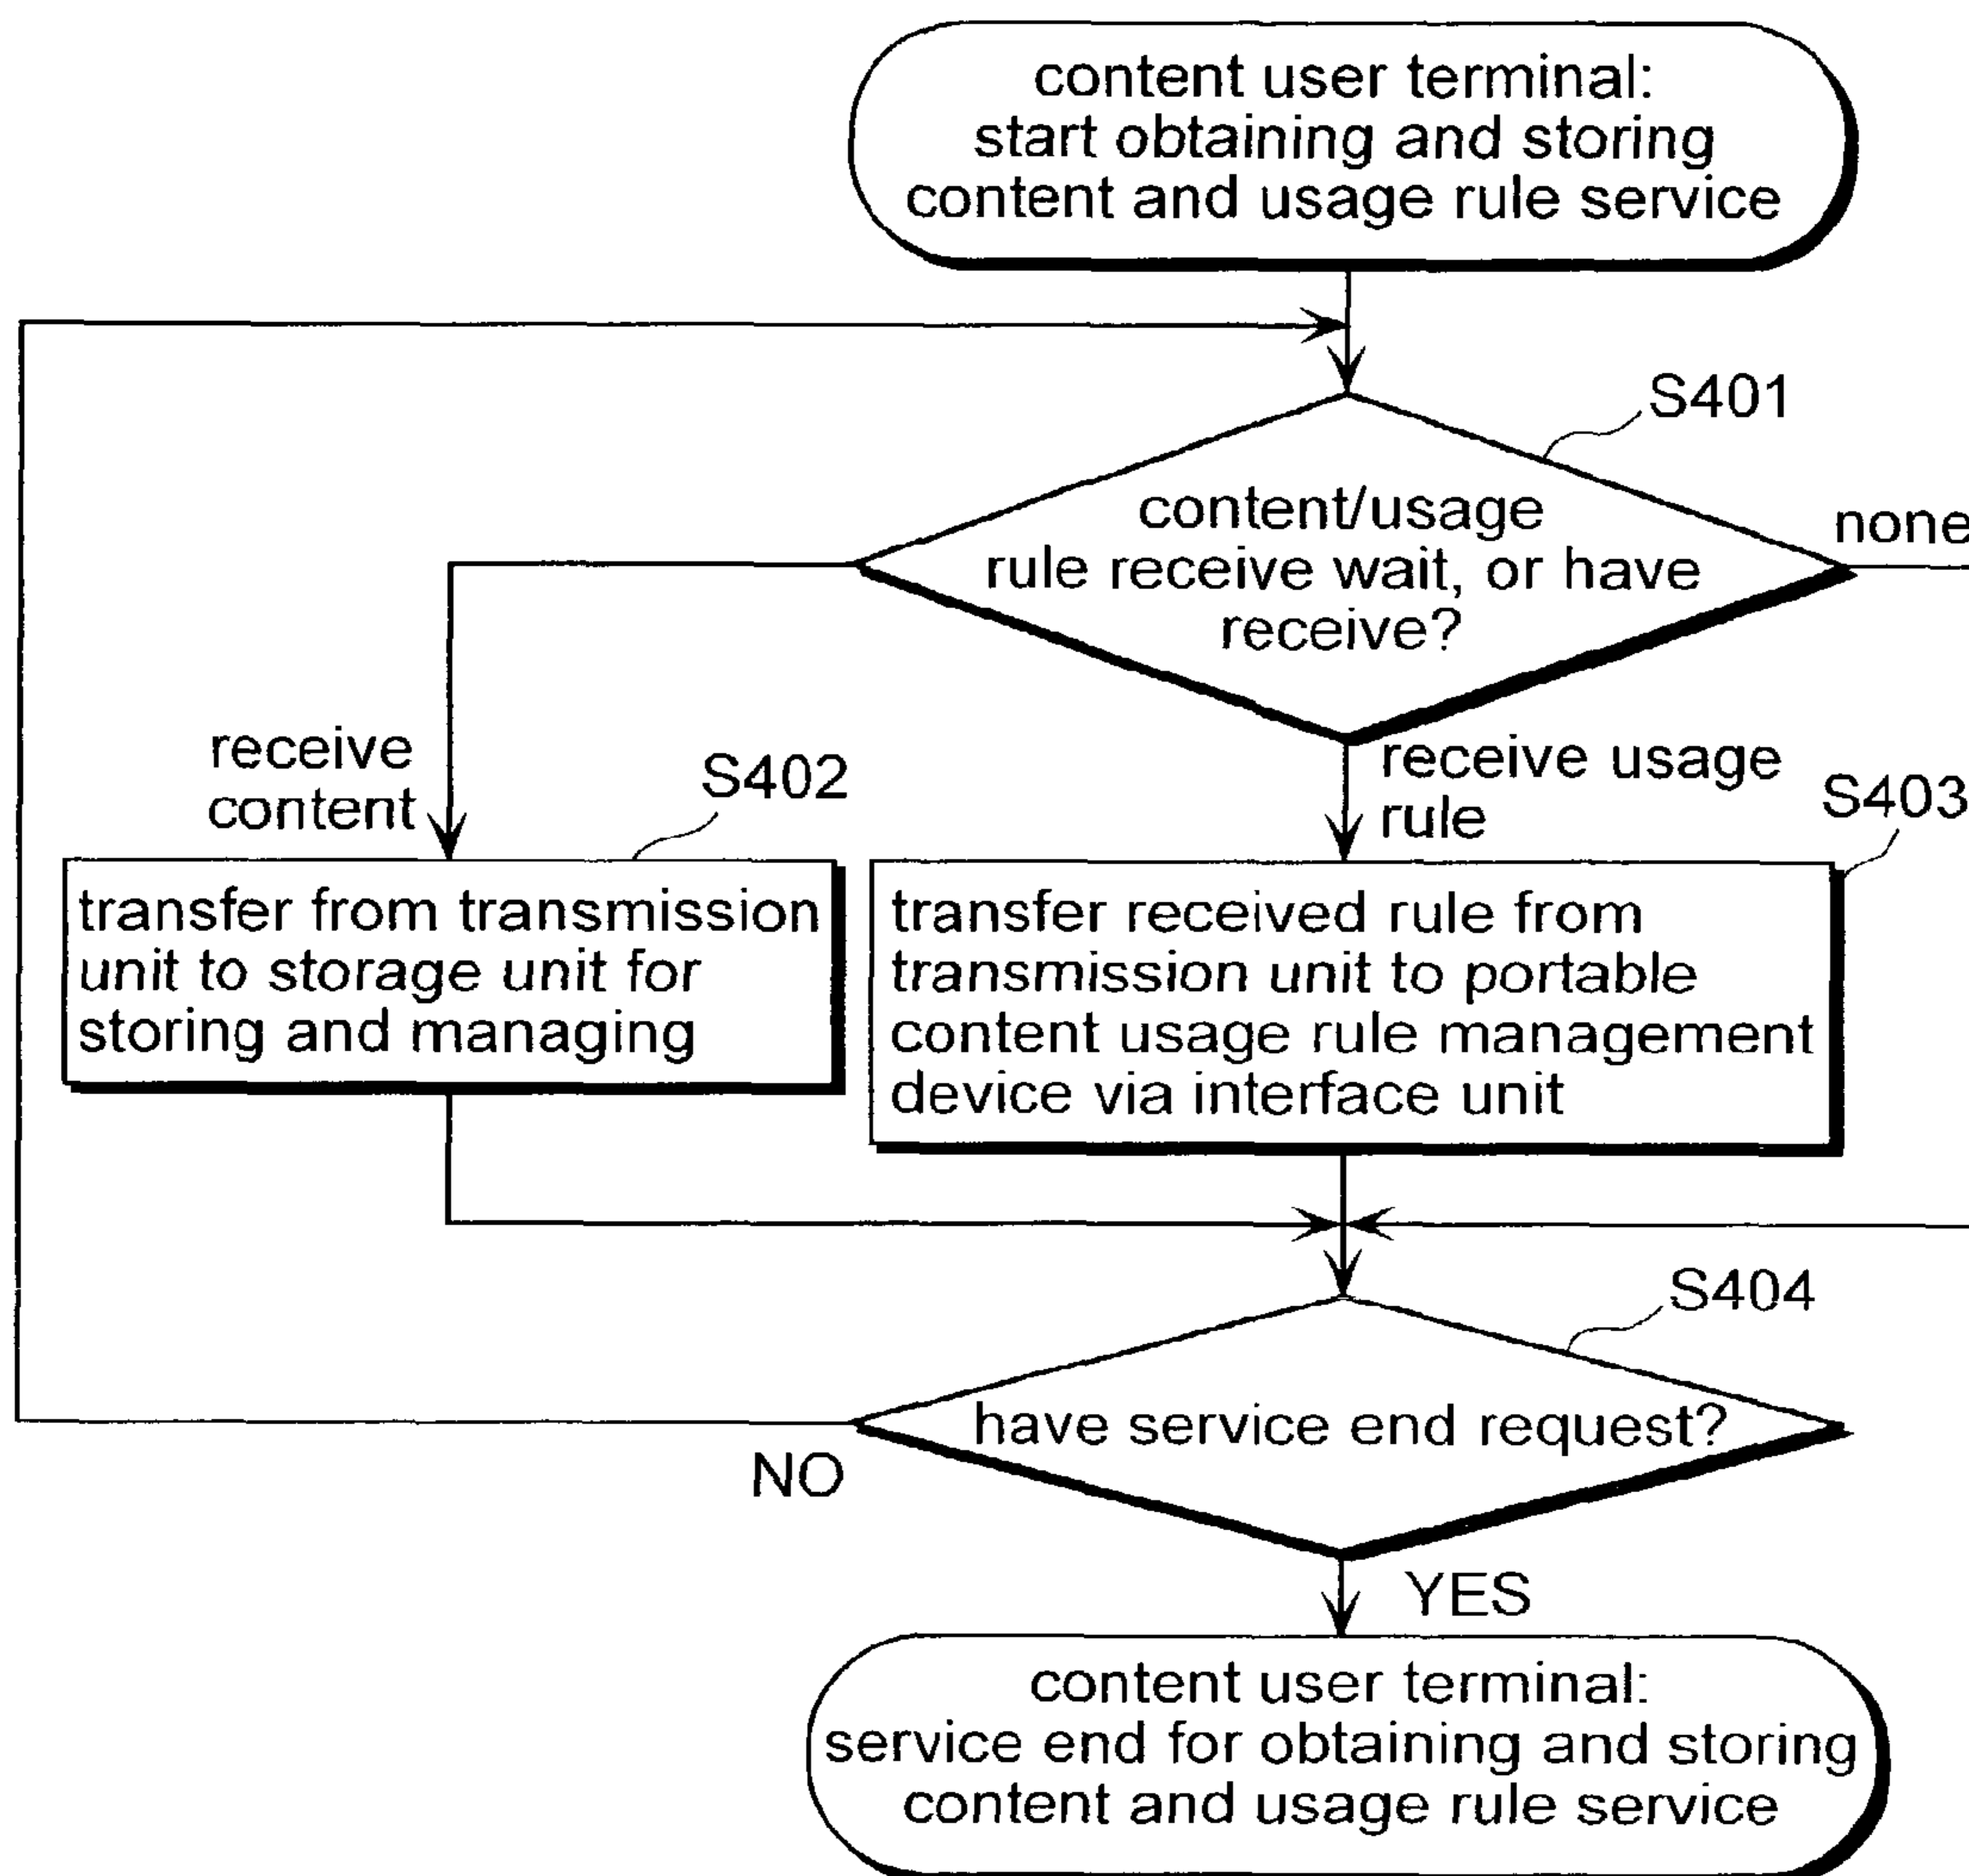 content user terminal:
start obtaining and storing
content and usage rule service
S401
content/usage
rule receive wait, or have
receive?
none
receive
content
S402
receive usage
rule
S403
transfer from transmission
unit to storage unit for
storing and managing
transfer received rule from
transmission unit to portable
content usage rule management
device via interface unit
S404
have service end request?
NO
YES
content user terminal:
service end for obtaining and storing
content and usage rule service